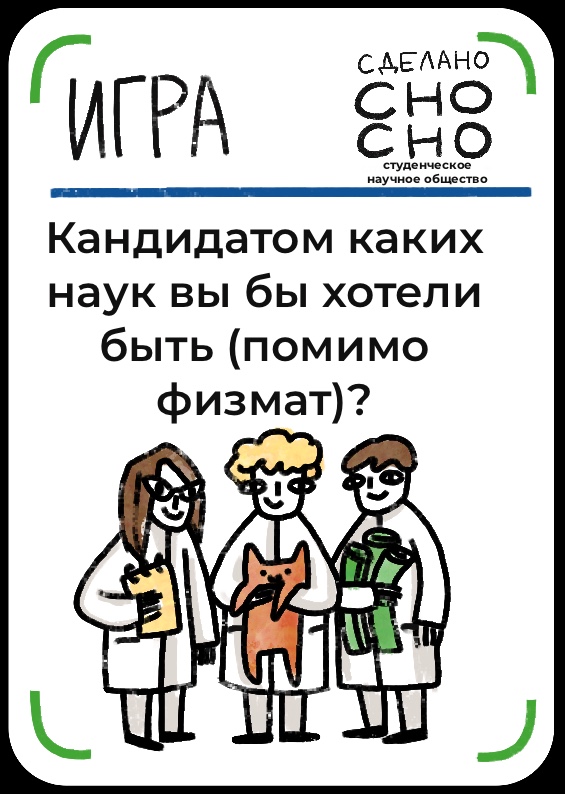 ИГРА
СДЕЛАНО
СНО
СНО
студенческое
научное общество
Кандидатом каких
наук вы бы хотели
быть (помимо
физмат)?